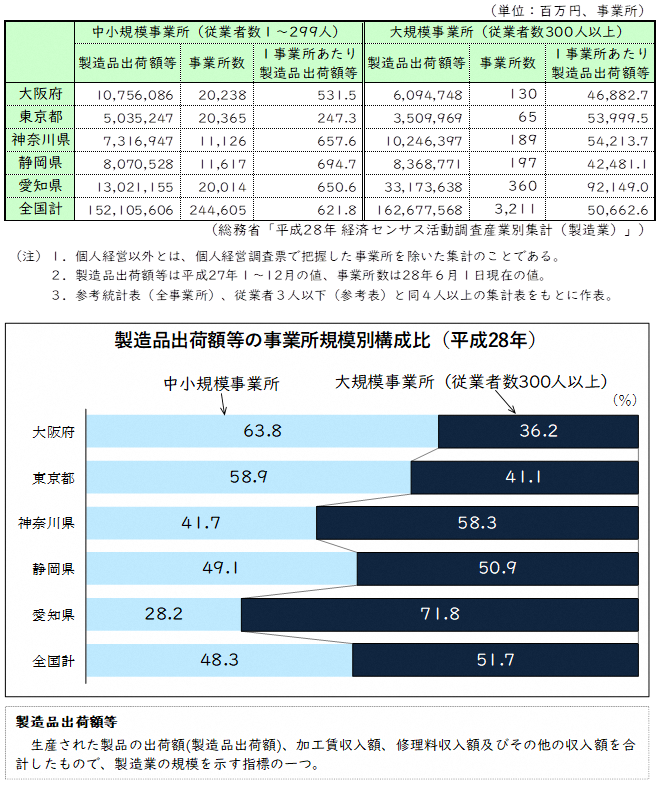 (単位：百万円、事業所)
中小規模事業所（従業者数１～299人） 大規模事業所（従業者数300人以上）
製造品出荷額等 事業所数 １事業所あたり製造品出荷額等 製造品出荷額等 事業所数 １事業所あたり製造品出荷額等
大阪府 10,756,086 20,238 531.5 6,094,748 130 46,882.7
東京都 5,035,247 20,365 247.3 3,509,969 65 53,999.5
神奈川県 7,316,947 11,126 657.6 10,246,397 189 54,213.7
静岡県 8,070,528 11,617 694.7 8,368,771 197 42,481.1
愛知県 13,021,155 20,014 650.6 33,173,638 360 92,149.0
全国計 152,105,606 244,605 621.8 162,677,568 3,211 50,662.6
（総務省「平成28年 経済センサス活動調査産業別集計（製造業）」）
（注）１．個人経営以外とは、個人経営調査票で把握した事業所を除いた集計のことである。
２．製造品出荷額等は平成27年１～12月の値、事業所数は28年６月１日現在の値。
３．参考統計表（全事業所）、従業者３人以下（参考表）と同４人以上の集計表をもとに作表。
製造品出荷額等の事業所規模別構成比（平成28年）
中小規模事業所 大規模事業所（従業者数300人以上）
(%)
大阪府 63.8 36.2
東京都 58.9 41.1
神奈川県 41.7 58.3
静岡県 49.1 50.9
愛知県 28.2 71.8
全国計 48.3 51.7
製造品出荷額等
生産された製品の出荷額(製造品出荷額)、加工賃収入額、修理料収入額及びその他の収入額を合
計したもので、製造業の規模を示す指標の一つ。